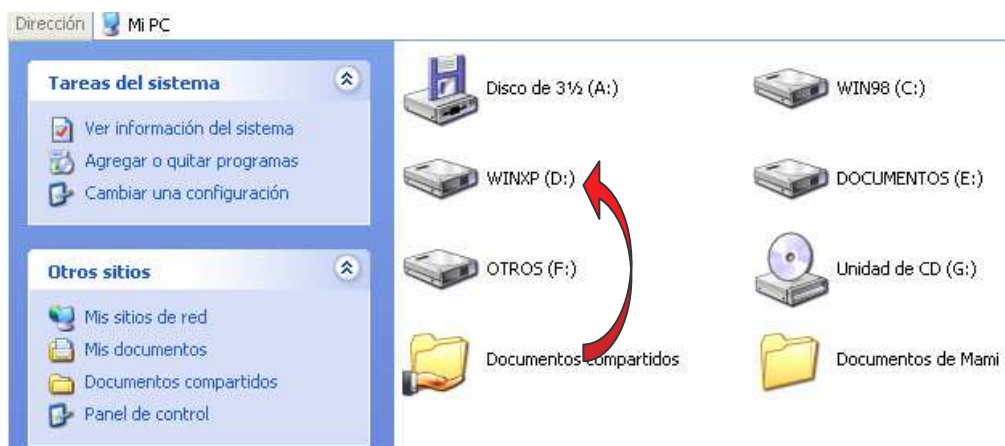 Dirección Mi PC
Tareas del sistema
Ver información del sistema
Agregar o quitar programas
Cambiar una configuración
Otros sitios
Mis sitios de red
Mis documentos
Documentos compartidos
Panel de control
Disco de 3½ (A:) WIN98 (C:)
WINXP (D:) DOCUMENTOS (E:)
OTROS (F:) Unidad de CD (G:)
Documentos compartidos Documentos de Mami